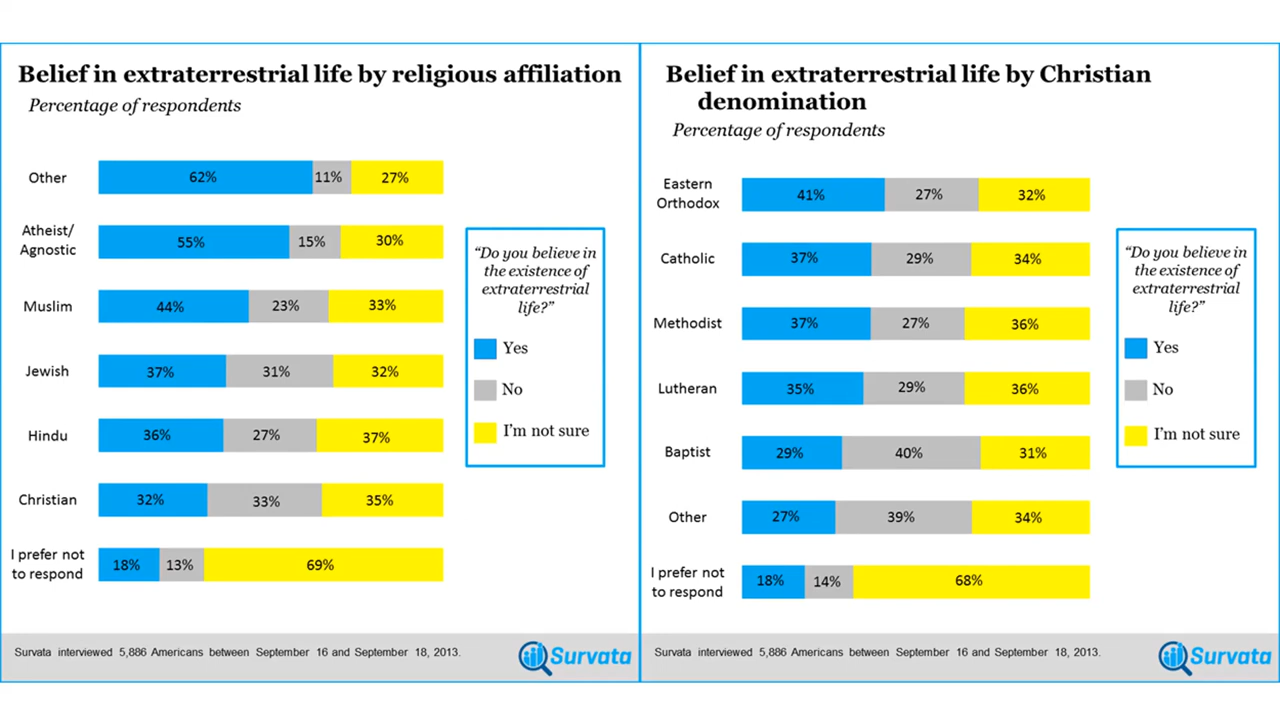 Belief in extraterrestrial life by religious affiliation
Percentage of respondents
Other
62%
11%
27%
Atheist/
Agnostic
55%
15%
30%
Muslim
44%
23%
33%
Jewish
37%
31%
32%
Hindu
36%
27%
37%
Christian
32%
33%
35%
I prefer not
to respond
18%
13%
69%
“Do you believe in
the existence of
extraterrestrial
life?”
Yes
No
I’m not sure
Survata interviewed 5,886 Americans between September 16 and September 18, 2013.
Survata
Belief in extraterrestrial life by Christian
denomination
Percentage of respondents
Eastern
Orthodox
41%
27%
32%
Catholic
37%
29%
34%
Methodist
37%
27%
36%
Lutheran
35%
29%
36%
Baptist
29%
40%
31%
Other
27%
39%
34%
I prefer not
to respond
18%
14%
68%
“Do you believe in
the existence of
extraterrestrial
life?”
Yes
No
I’m not sure
Survata interviewed 5,886 Americans between September 16 and September 18, 2013.
Survata